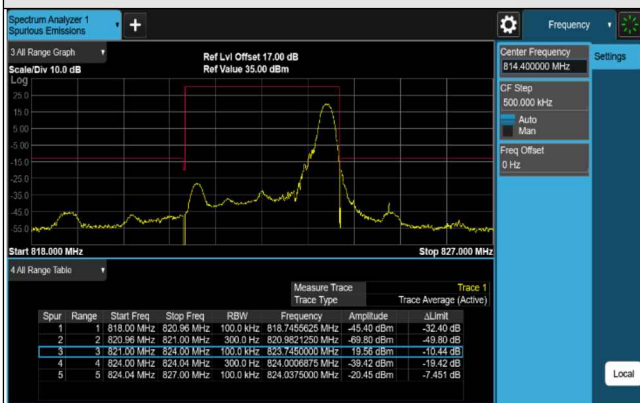 Spectrum Analyzer 1
Spurious Emissions
+
Frequency
3 All Range Graph
Scale/Div 10.0 dB
Ref Lvl Offset 17.00 dB
Ref Value 35.00 dBm
Log
25.0
15.0
5.00
-5.00
-15.0
-25.0
-35.0
-45.0
-55.0
Start 818.000 MHz
Stop 827.000 MHz
4 All Range Table
Measure Trace Trace 1
Trace Type Trace Average (Active)
Spur Range Start Freq Stop Freq RBW Frequency Amplitude ΔLimit
1 1 818.00 MHz 820.96 MHz 100.0 kHz 818.7455625 MHz -45.40 dBm -32.40 dB
2 2 820.96 MHz 821.00 MHz 300.0 Hz 820.9821250 MHz -69.80 dBm -49.80 dB
3 3 821.00 MHz 824.00 MHz 100.0 kHz 823.7450000 MHz 19.56 dBm -10.44 dB
4 4 824.00 MHz 824.04 MHz 300.0 Hz 824.0006875 MHz -39.42 dBm -19.42 dB
5 5 824.04 MHz 827.00 MHz 100.0 kHz 824.0375000 MHz -20.45 dBm -7.451 dB
Center Frequency
814.400000 MHz
Settings
CF Step
500.000 kHz
Auto
Man
Freq Offset
0 Hz
Local